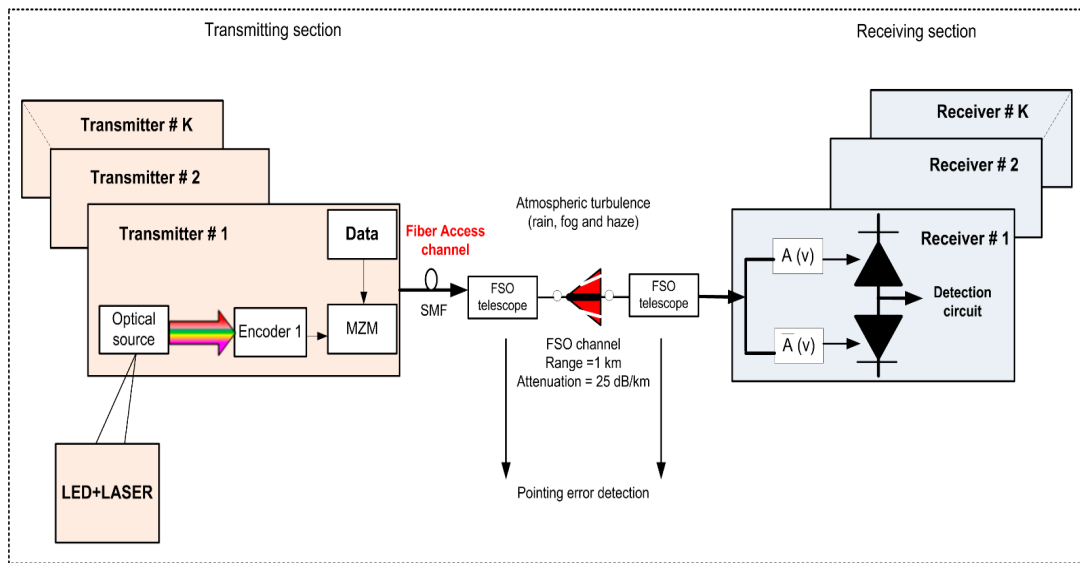 Transmitting section
Receiving section
Transmitter # K
Transmitter # 2
Transmitter # 1
Data
Optical
source
Encoder 1
MZM
LED+LASER
Fiber Access
channel
SMF
FSO
telescope
Atmospheric turbulence
(rain, fog and haze)
FSO
telescope
FSO channel
Range =1 km
Attenuation = 25 dB/km
Pointing error detection
Receiver # K
Receiver # 2
Receiver # 1
A (v)
A̅ (v)
Detection
circuit